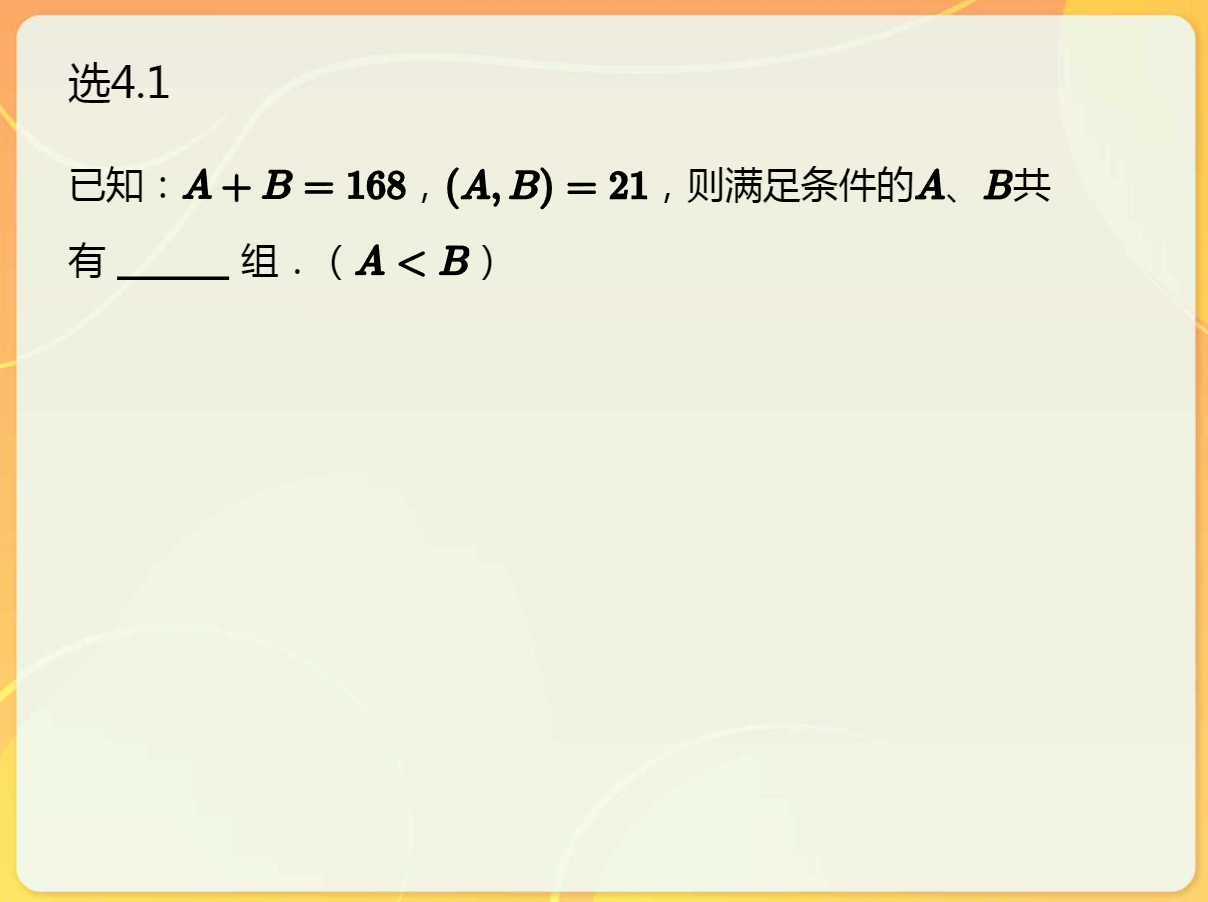 选4.1
已知：A + B = 168，(A, B) = 21，则满足条件的A、B共
有 ______ 组．（A < B）